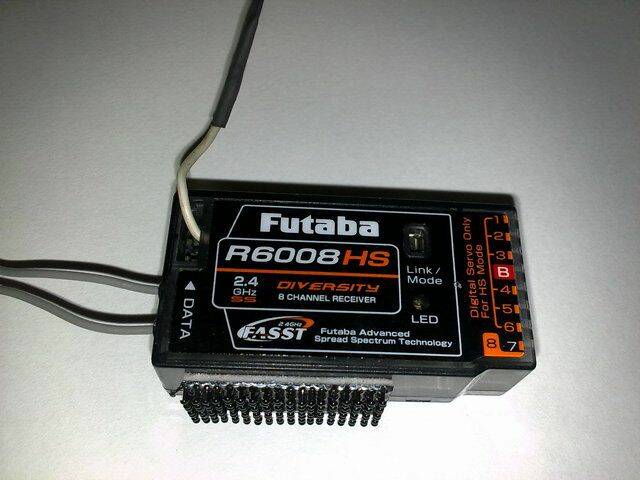 Futaba
R6008HS
2.4
GHz
SS
DIVERSITY
8 CHANNEL RECEIVER
2.4GHz
FASST
Futaba Advanced
Spread Spectrum Technology
◀ DATA
Link /
Mode
LED
Digital Servo Only
For HS Mode
1
2
3
B
4
5
6
8 7